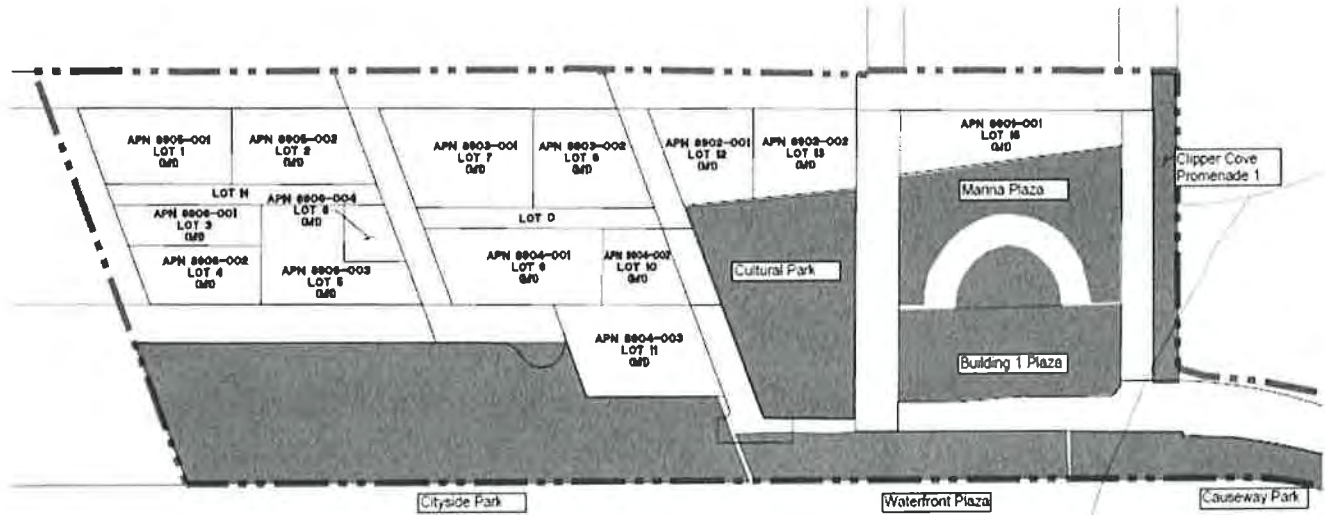 APN 8905-001
LOT 1
APN 8905-002
LOT 2
APN 8903-001
LOT 7
APN 8903-002
LOT 8
APN 8902-001
LOT 12
APN 8902-002
LOT 13
APN 8901-001
LOT 16
Clipper Cove
Promenade 1
Marina Plaza
LOT H
APN 8906-004
LOT 6
APN 8906-001
LOT 3
LOT D
APN 8906-002
LOT 4
APN 8906-003
LOT 5
APN 8904-001
LOT 9
APN 8904-002
LOT 10
Cultural Park
APN 8904-003
LOT 11
Building 1 Plaza
Cityside Park
Waterfront Plaza
Causeway Park